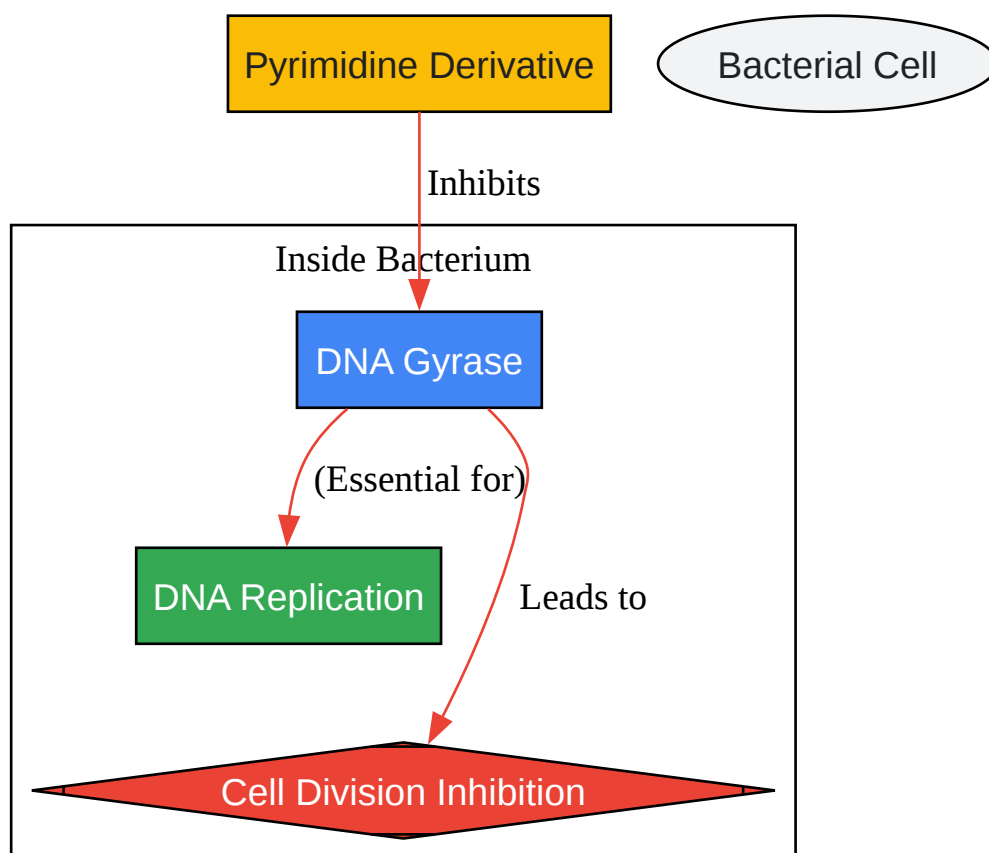 Pyrimidine Derivative
Bacterial Cell
Inhibits
Inside Bacterium
DNA Gyrase
(Essential for)
DNA Replication
Leads to
Cell Division Inhibition